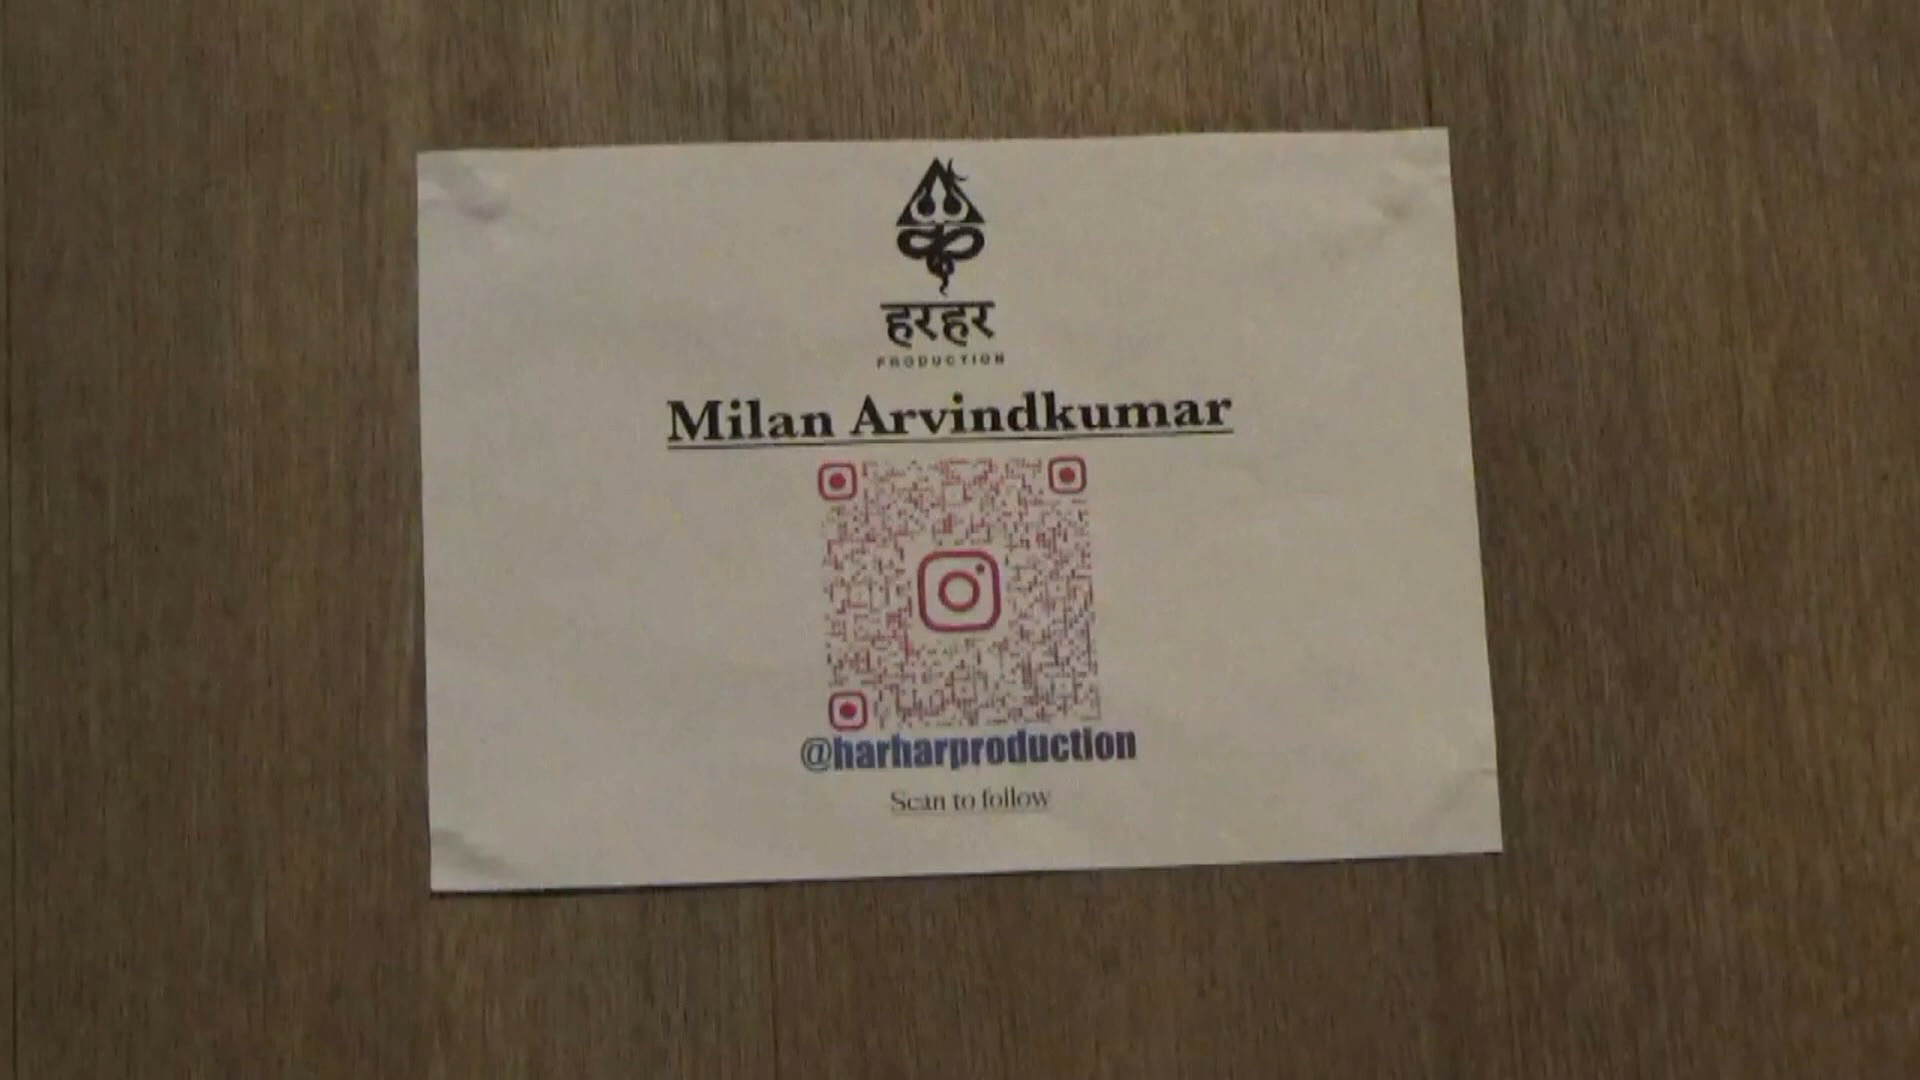 हरहर
PRODUCTION
Milan Arvindkumar
@harharproduction
Scan to follow